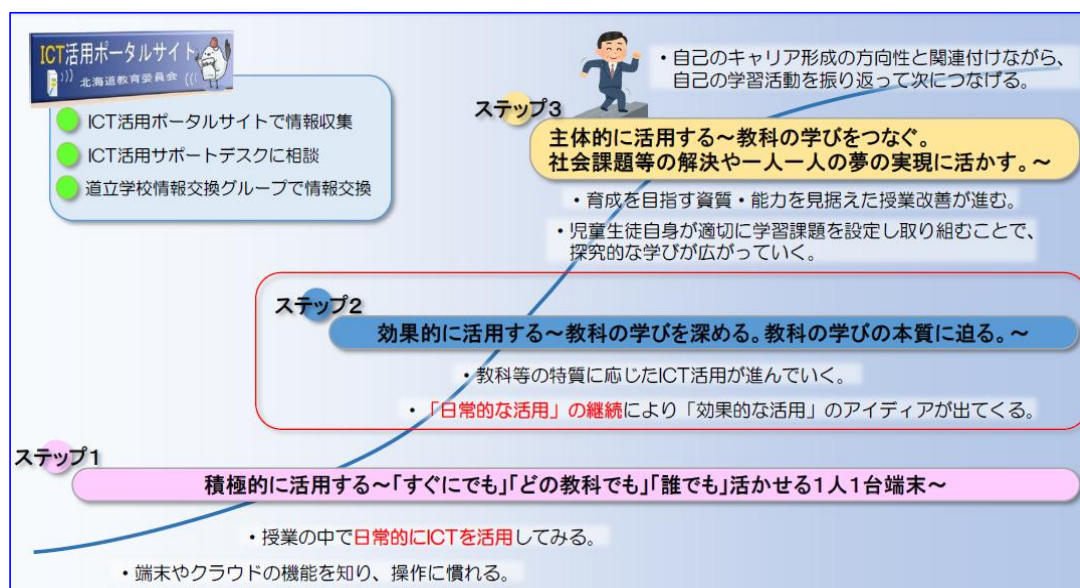 ICT活用ポータルサイト
北海道教育委員会
ICT活用ポータルサイトで情報収集
ICT活用サポートデスクに相談
道立学校情報交換グループで情報交換
・自己のキャリア形成の方向性と関連付けながら、
自己の学習活動を振り返って次につなげる。
ステップ3
主体的に活用する～教科の学びをつなぐ。
社会課題等の解決や一人一人の夢の実現に活かす。～
・育成を目指す資質・能力を見据えた授業改善が進む。
・児童生徒自身が適切に学習課題を設定し取り組むことで、
探究的な学びが広がっていく。
ステップ2
効果的に活用する～教科の学びを深める。教科の学びの本質に迫る。～
・教科等の特質に応じたICT活用が進んでいく。
・「日常的な活用」の継続により「効果的な活用」のアイディアが出てくる。
ステップ1
積極的に活用する～「すぐにでも」「どの教科でも」「誰でも」活かせる1人1台端末～
・授業の中で日常的にICTを活用してみる。
・端末やクラウドの機能を知り、操作に慣れる。